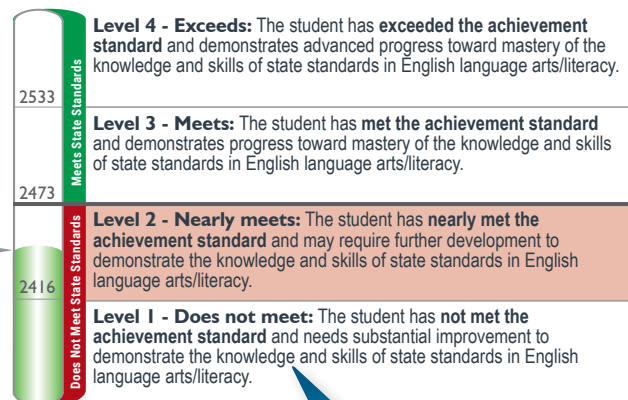 Level 4 - Exceeds: The student has exceeded the achievement
standard and demonstrates advanced progress toward mastery of the
knowledge and skills of state standards in English language arts/literacy.
2533
Level 3 - Meets: The student has met the achievement standard
and demonstrates progress toward mastery of the knowledge and skills
of state standards in English language arts/literacy.
Meets State Standards
2473
Level 2 - Nearly meets: The student has nearly met the
achievement standard and may require further development to
demonstrate the knowledge and skills of state standards in English
language arts/literacy.
2416
Level 1 - Does not meet: The student has not met the
achievement standard and needs substantial improvement to
demonstrate the knowledge and skills of state standards in English
language arts/literacy.
Does Not Meet State Standards